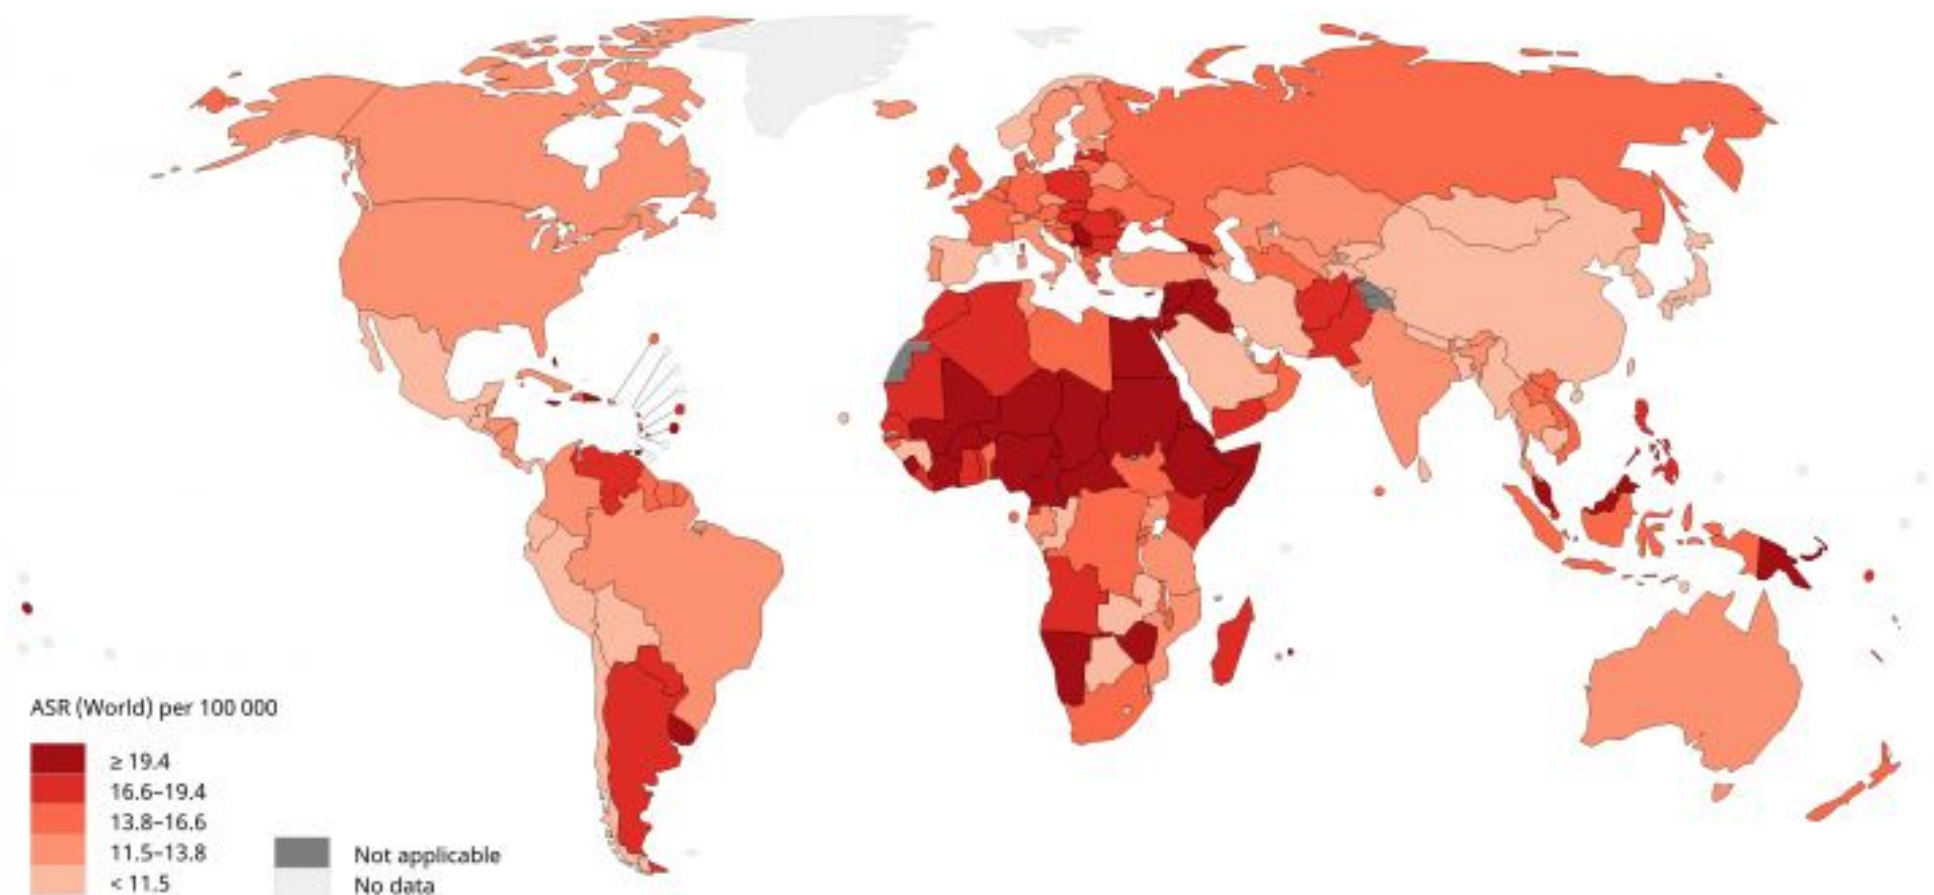 ASR (World) per 100 000
≥ 19.4
16.6–19.4
13.8–16.6
11.5–13.8
< 11.5
Not applicable
No data